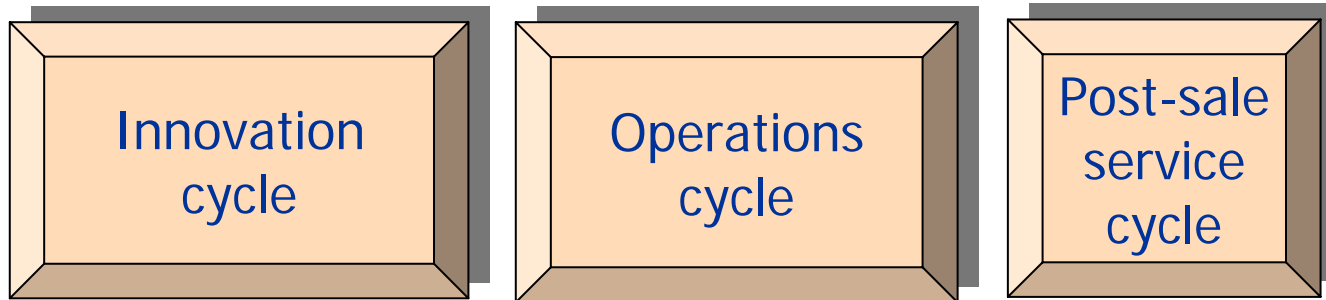 Innovation
cycle
Operations
cycle
Post-sale
service
cycle